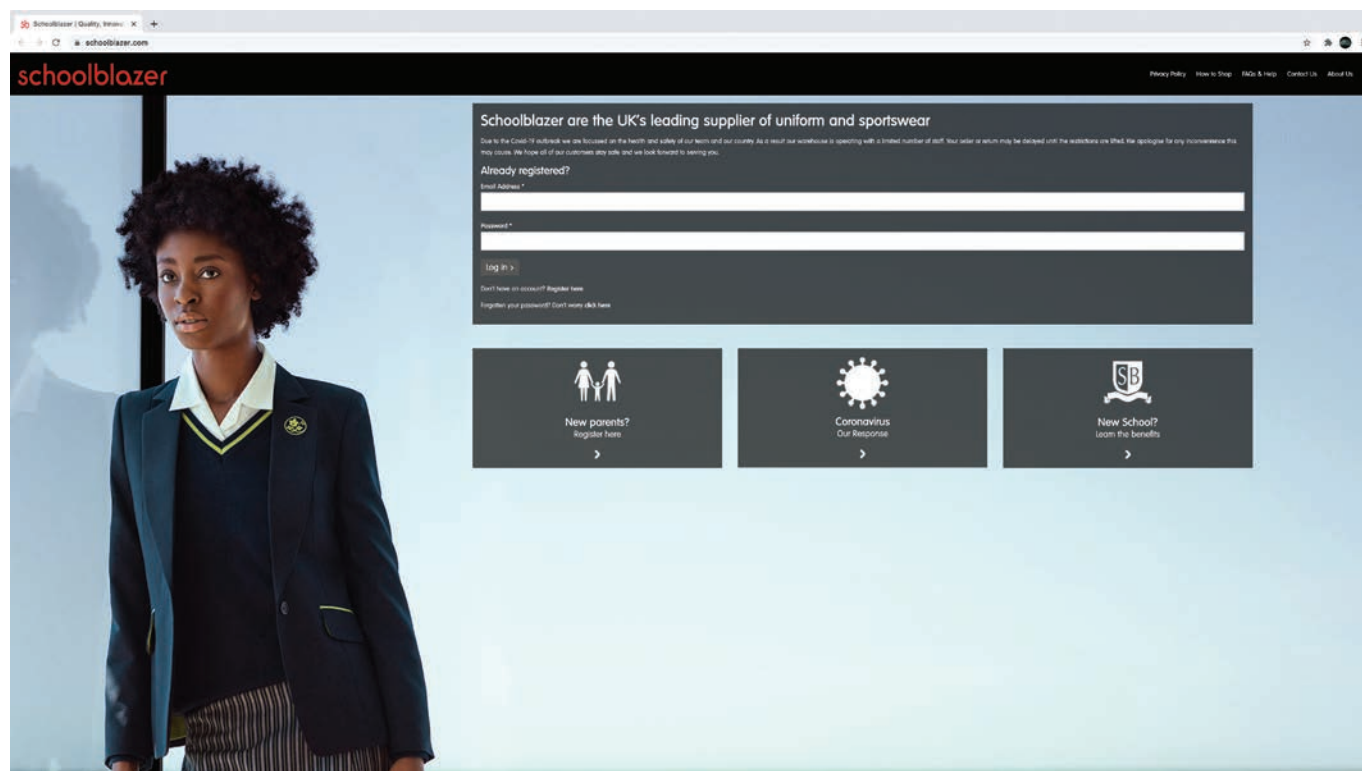 Schoolblazer | Quality, Innov
schoolblazer.com
schoolblazer
Privacy Policy How to Shop FAQs & Help Contact Us About Us
Schoolblazer are the UK's leading supplier of uniform and sportswear
Due to the Covid-19 outbreak we are focussed on the health and safety of our team and our country. As a result our warehouse is operating with a limited number of staff. Your order or return may be delayed until the restrictions are lifted. We apologise for any inconvenience this
may cause. We hope all of our customers stay safe and we look forward to serving you.
Already registered?
Email Address *
Password *
Log in >
Don't have an account? Register here
Forgotten your password? Don't worry click here
SB
New parents?
Register here
Coronavirus
Our Response
New School?
Learn the benefits